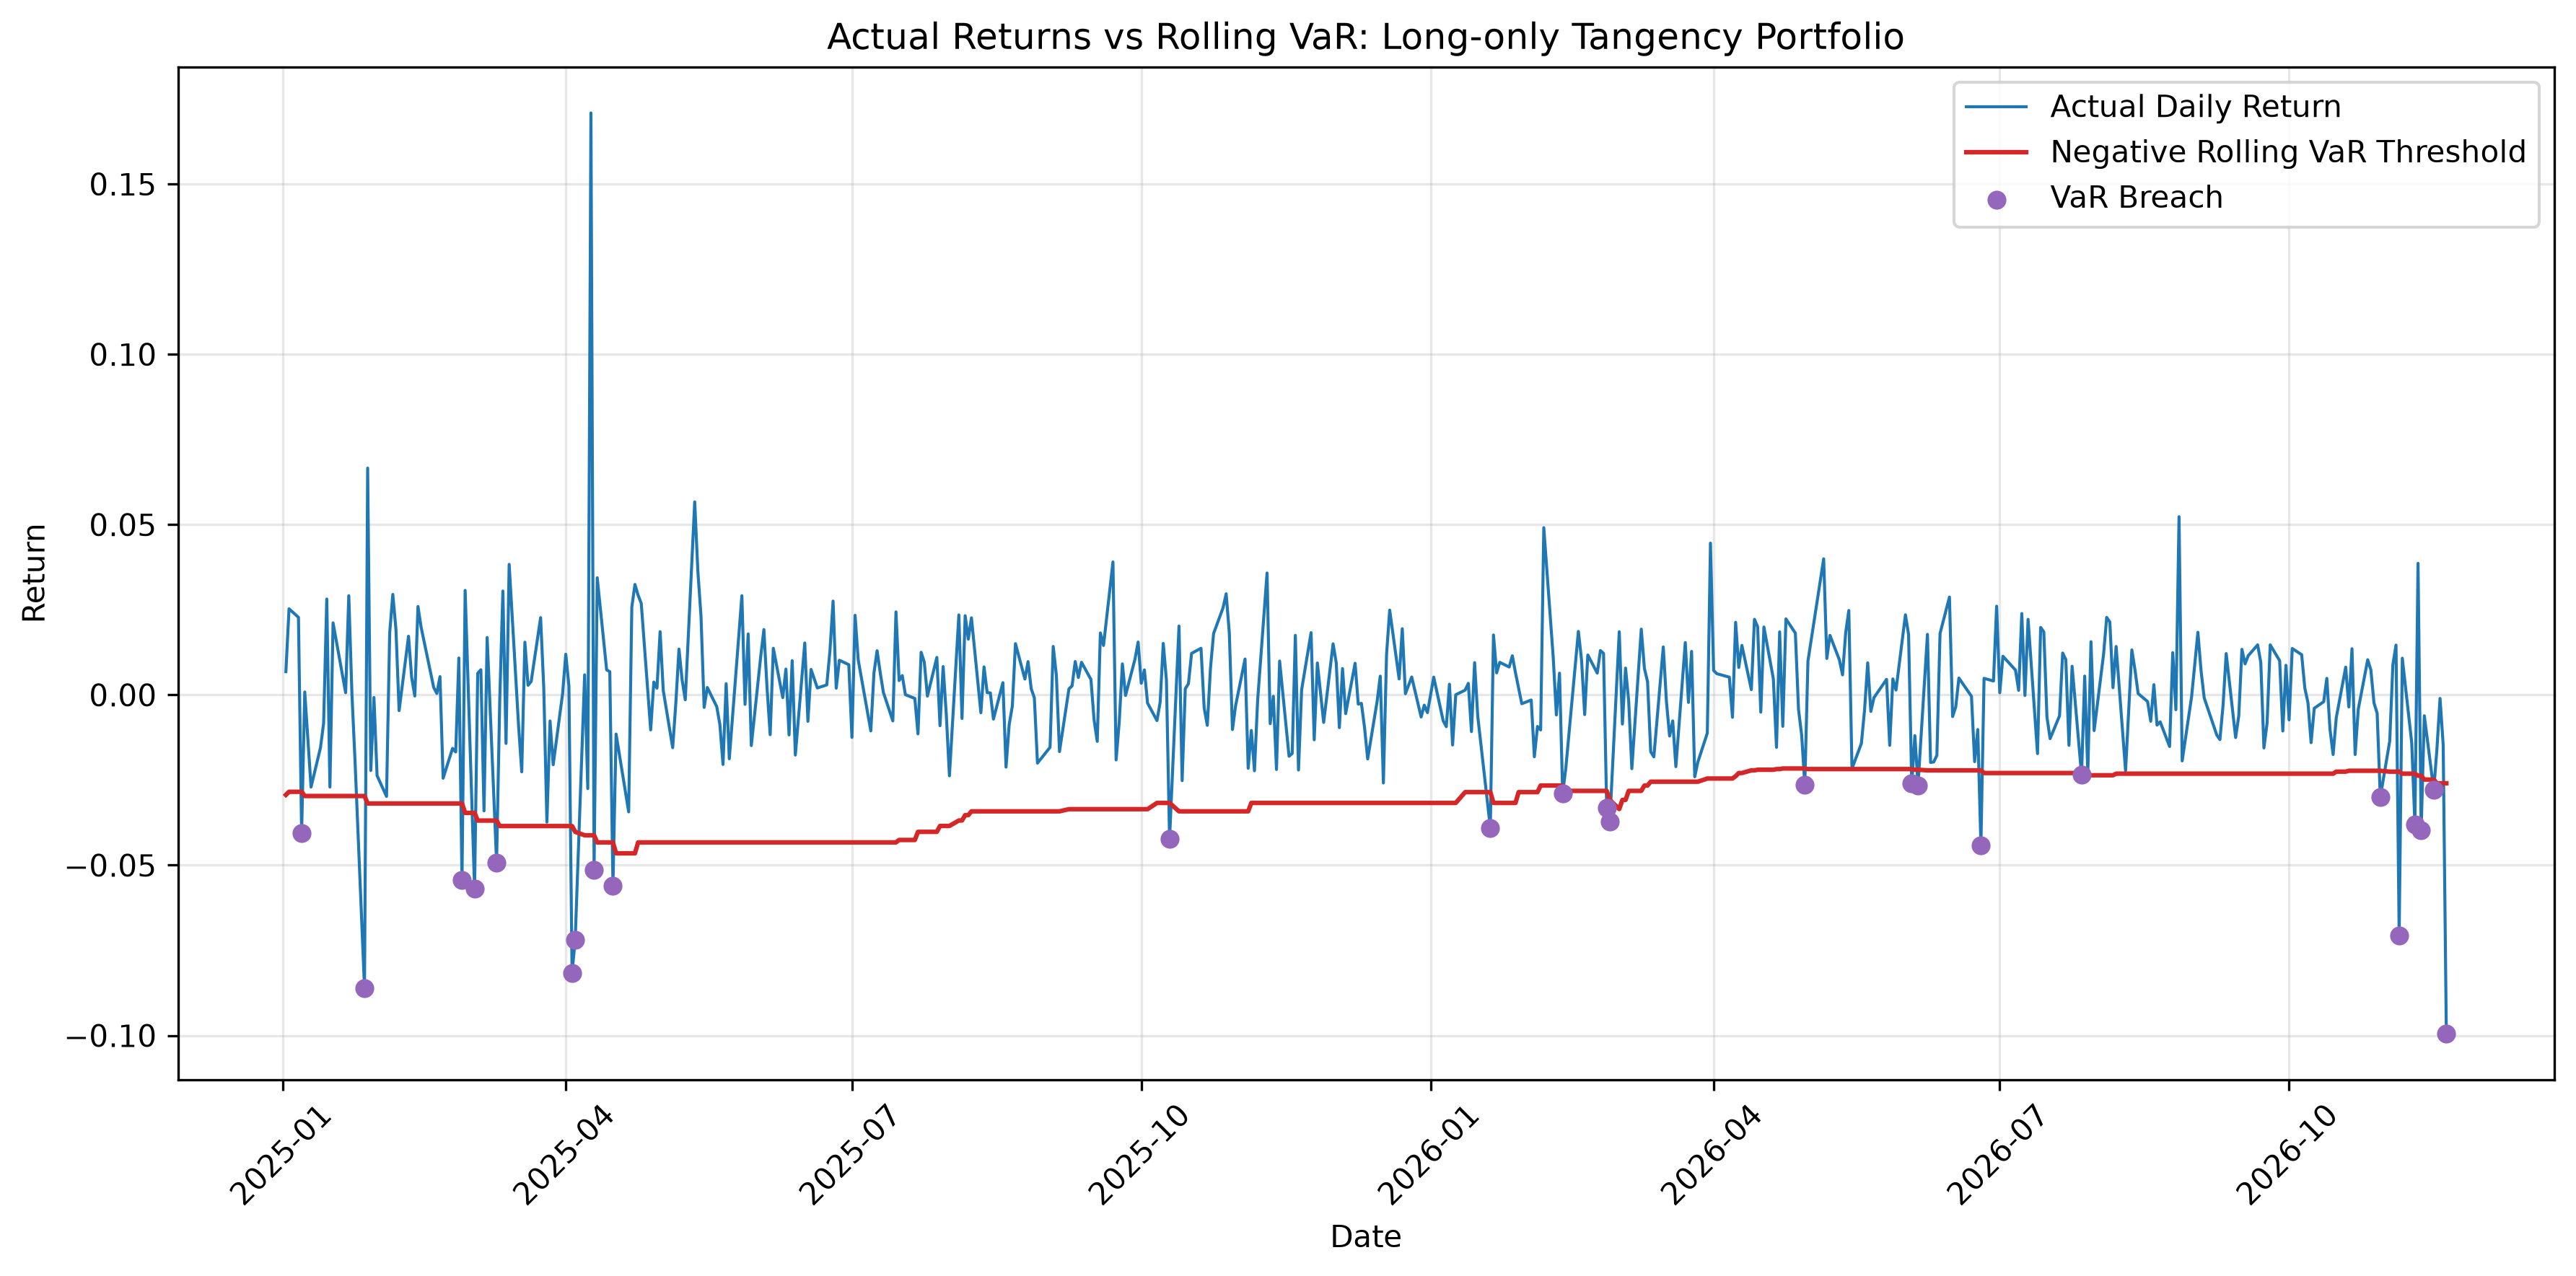 Actual Returns vs Rolling VaR: Long-only Tangency Portfolio
Actual Daily Return
Negative Rolling VaR Threshold
VaR Breach
Return
0.15
0.10
0.05
0.00
−0.05
−0.10
2025-01
2025-04
2025-07
2025-10
2026-01
2026-04
2026-07
2026-10
Date